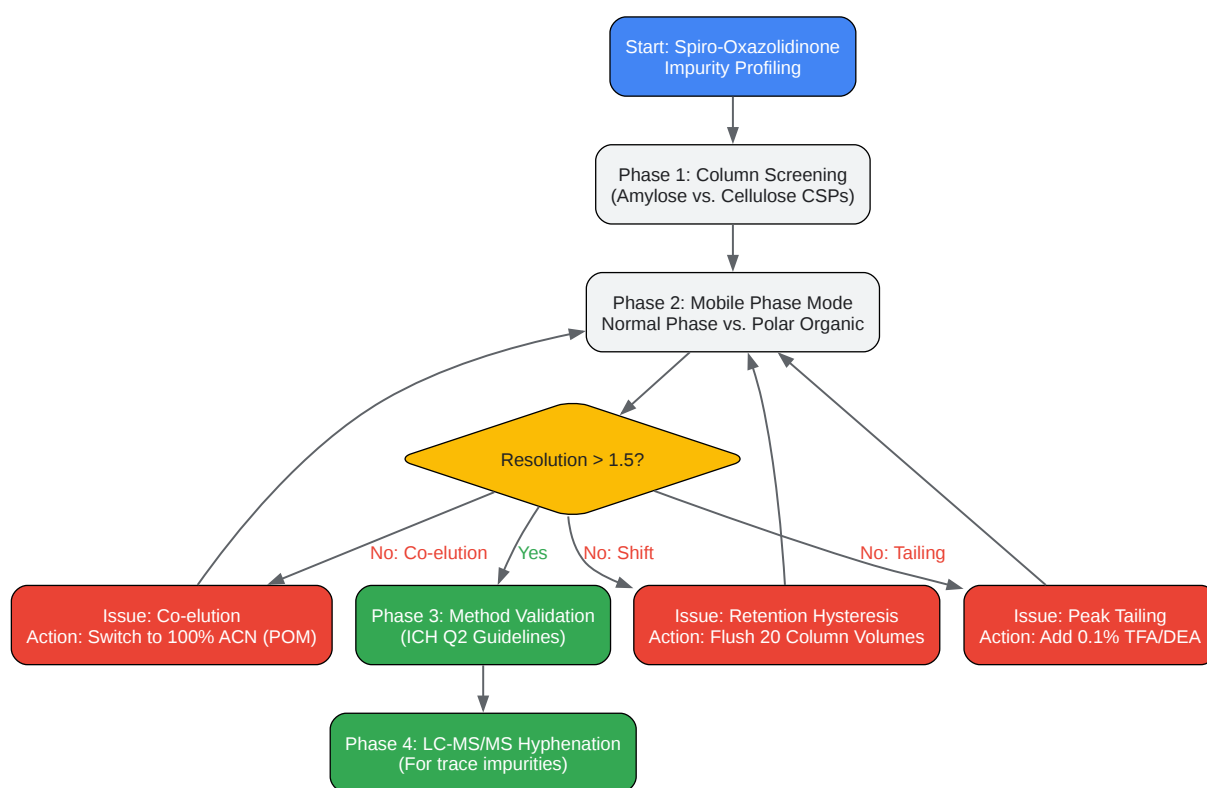 Start: Spiro-Oxazolidinone
Impurity Profiling
Phase 1: Column Screening
(Amylose vs. Cellulose CSPs)
Phase 2: Mobile Phase Mode
Normal Phase vs. Polar Organic
Resolution > 1.5?
No: Co-elution
Yes
No: Shift
No: Tailing
Issue: Co-elution
Action: Switch to 100% ACN (POM)
Phase 3: Method Validation
(ICH Q2 Guidelines)
Issue: Retention Hysteresis
Action: Flush 20 Column Volumes
Issue: Peak Tailing
Action: Add 0.1% TFA/DEA
Phase 4: LC-MS/MS Hyphenation
(For trace impurities)